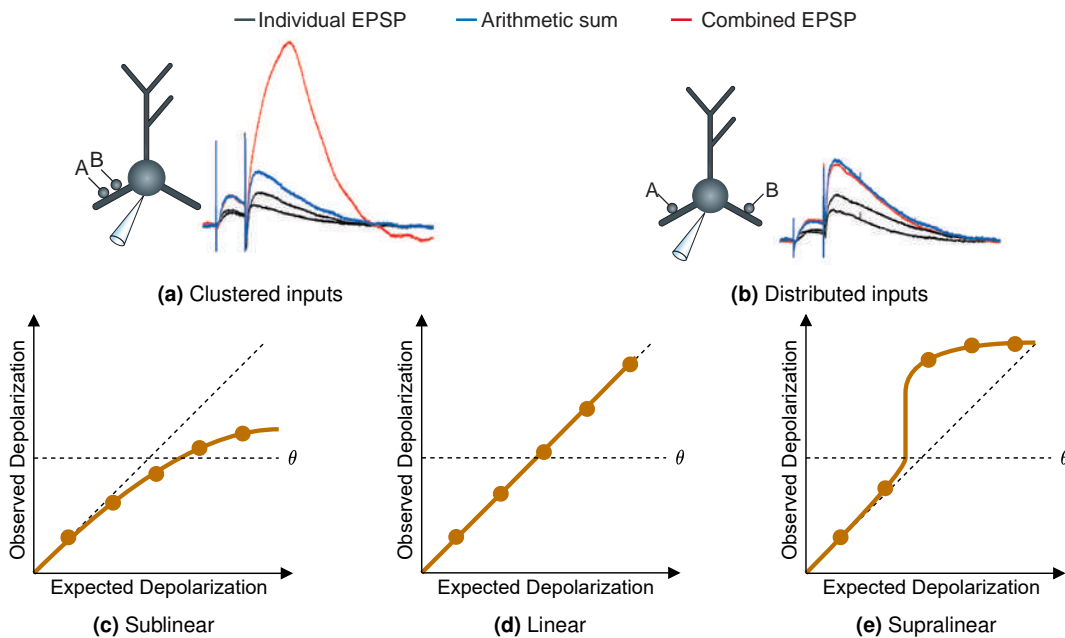 Individual EPSP Arithmetic sum Combined EPSP
A B
A B
(a) Clustered inputs
(b) Distributed inputs
Observed Depolarization
θ
Expected Depolarization
(c) Sublinear
Observed Depolarization
θ
Expected Depolarization
(d) Linear
Observed Depolarization
θ
Expected Depolarization
(e) Supralinear